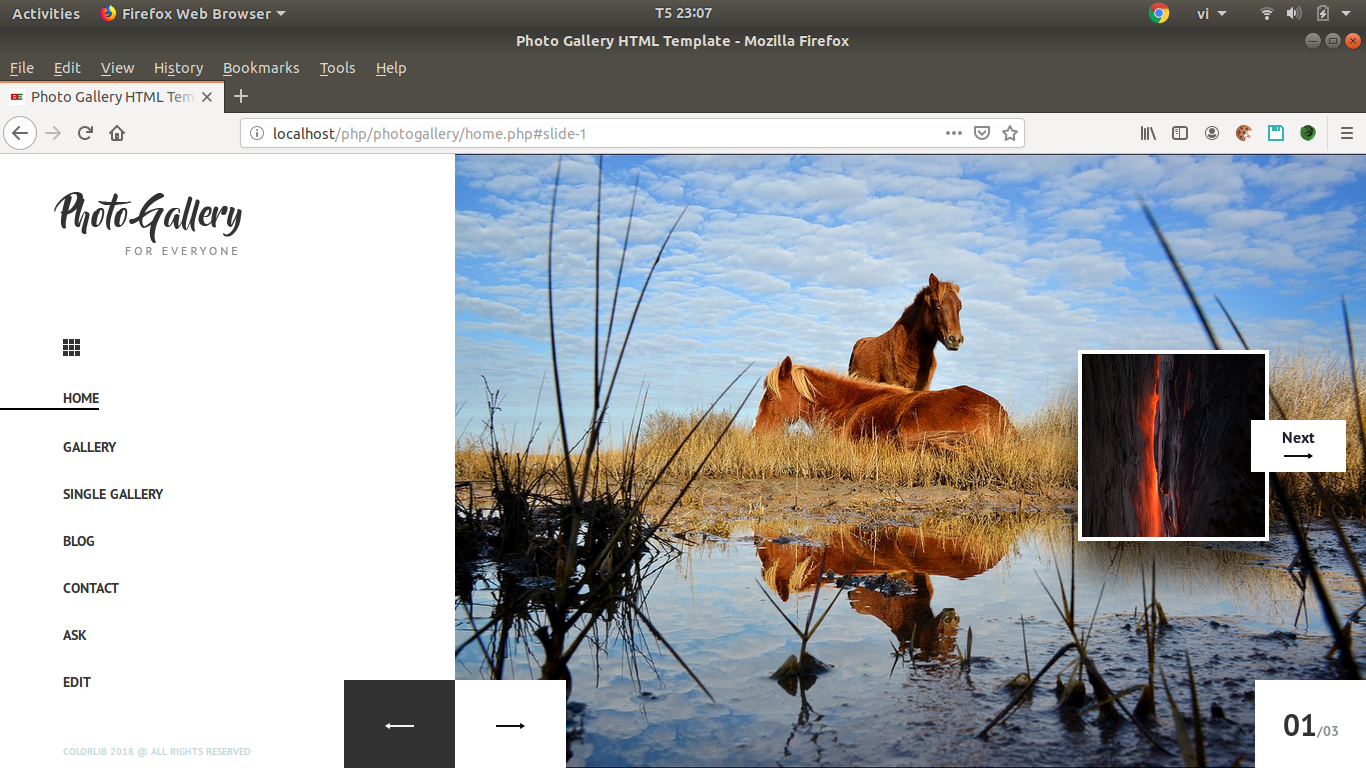 Activities Firefox Web Browser T5 23:07 vi
Photo Gallery HTML Template - Mozilla Firefox
File Edit View History Bookmarks Tools Help
Photo Gallery HTML Tem
localhost/php/photogallery/home.php#slide-1
Photo Gallery
FOR EVERYONE
HOME
GALLERY
SINGLE GALLERY
BLOG
CONTACT
ASK
EDIT
COLORLIB 2018 @ ALL RIGHTS RESERVED
Next
01/03